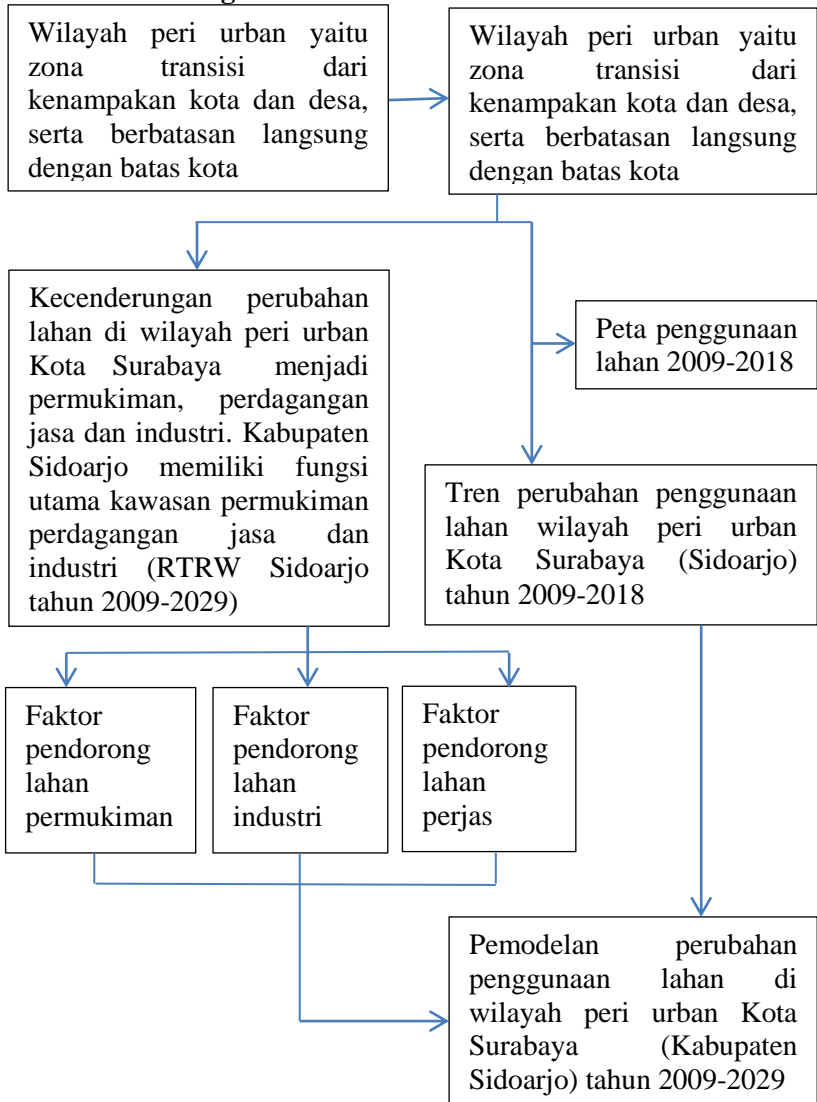 Wilayah peri urban yaitu
zona transisi dari
kenampakan kota dan desa,
serta berbatasan langsung
dengan batas kota
Wilayah peri urban yaitu
zona transisi dari
kenampakan kota dan desa,
serta berbatasan langsung
dengan batas kota
Kecenderungan perubahan
lahan di wilayah peri urban
Kota Surabaya menjadi
permukiman, perdagangan
jasa dan industri. Kabupaten
Sidoarjo memiliki fungsi
utama kawasan permukiman
perdagangan jasa dan
industri (RTRW Sidoarjo
tahun 2009-2029)
Peta penggunaan
lahan 2009-2018
Tren perubahan penggunaan
lahan wilayah peri urban
Kota Surabaya (Sidoarjo)
tahun 2009-2018
Faktor
pendorong
lahan
permukiman
Faktor
pendorong
lahan
industri
Faktor
pendorong
lahan
perjas
Pemodelan perubahan
penggunaan lahan di
wilayah peri urban Kota
Surabaya (Kabupaten
Sidoarjo) tahun 2009-2029